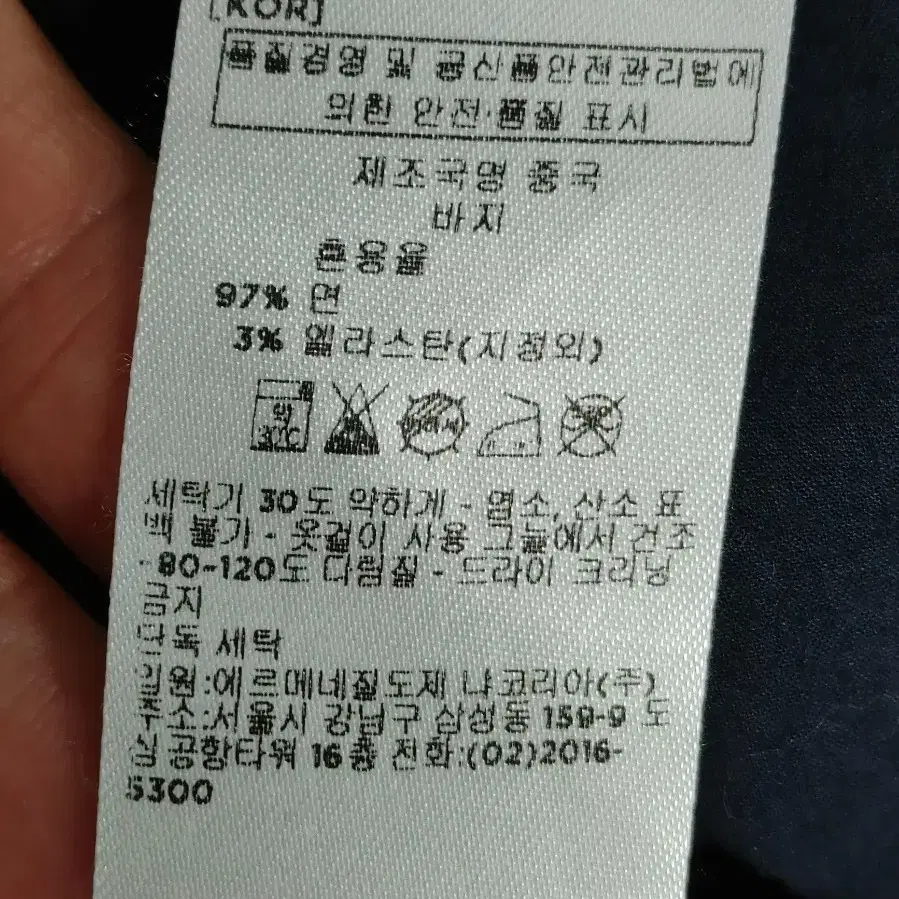 [KOR]
품질경영 및 공산품안전관리법에
의한 안전·품질 표시
제조국명 중국
바지
혼용율
97% 면
3% 엘라스탄(지정외)
약
30°C
세탁기 30도 약하게 - 염소, 산소 표
백 불가 - 옷걸이 사용 그늘에서 건조
- 80-120도 다림질 - 드라이 크리닝
금지
단독 세탁
의원:에르메네질도제 냐코리아(주)
주소:서울시 강남구 삼성동 159-9 도
심공항타워 16층 전화:(02)2016-
5300